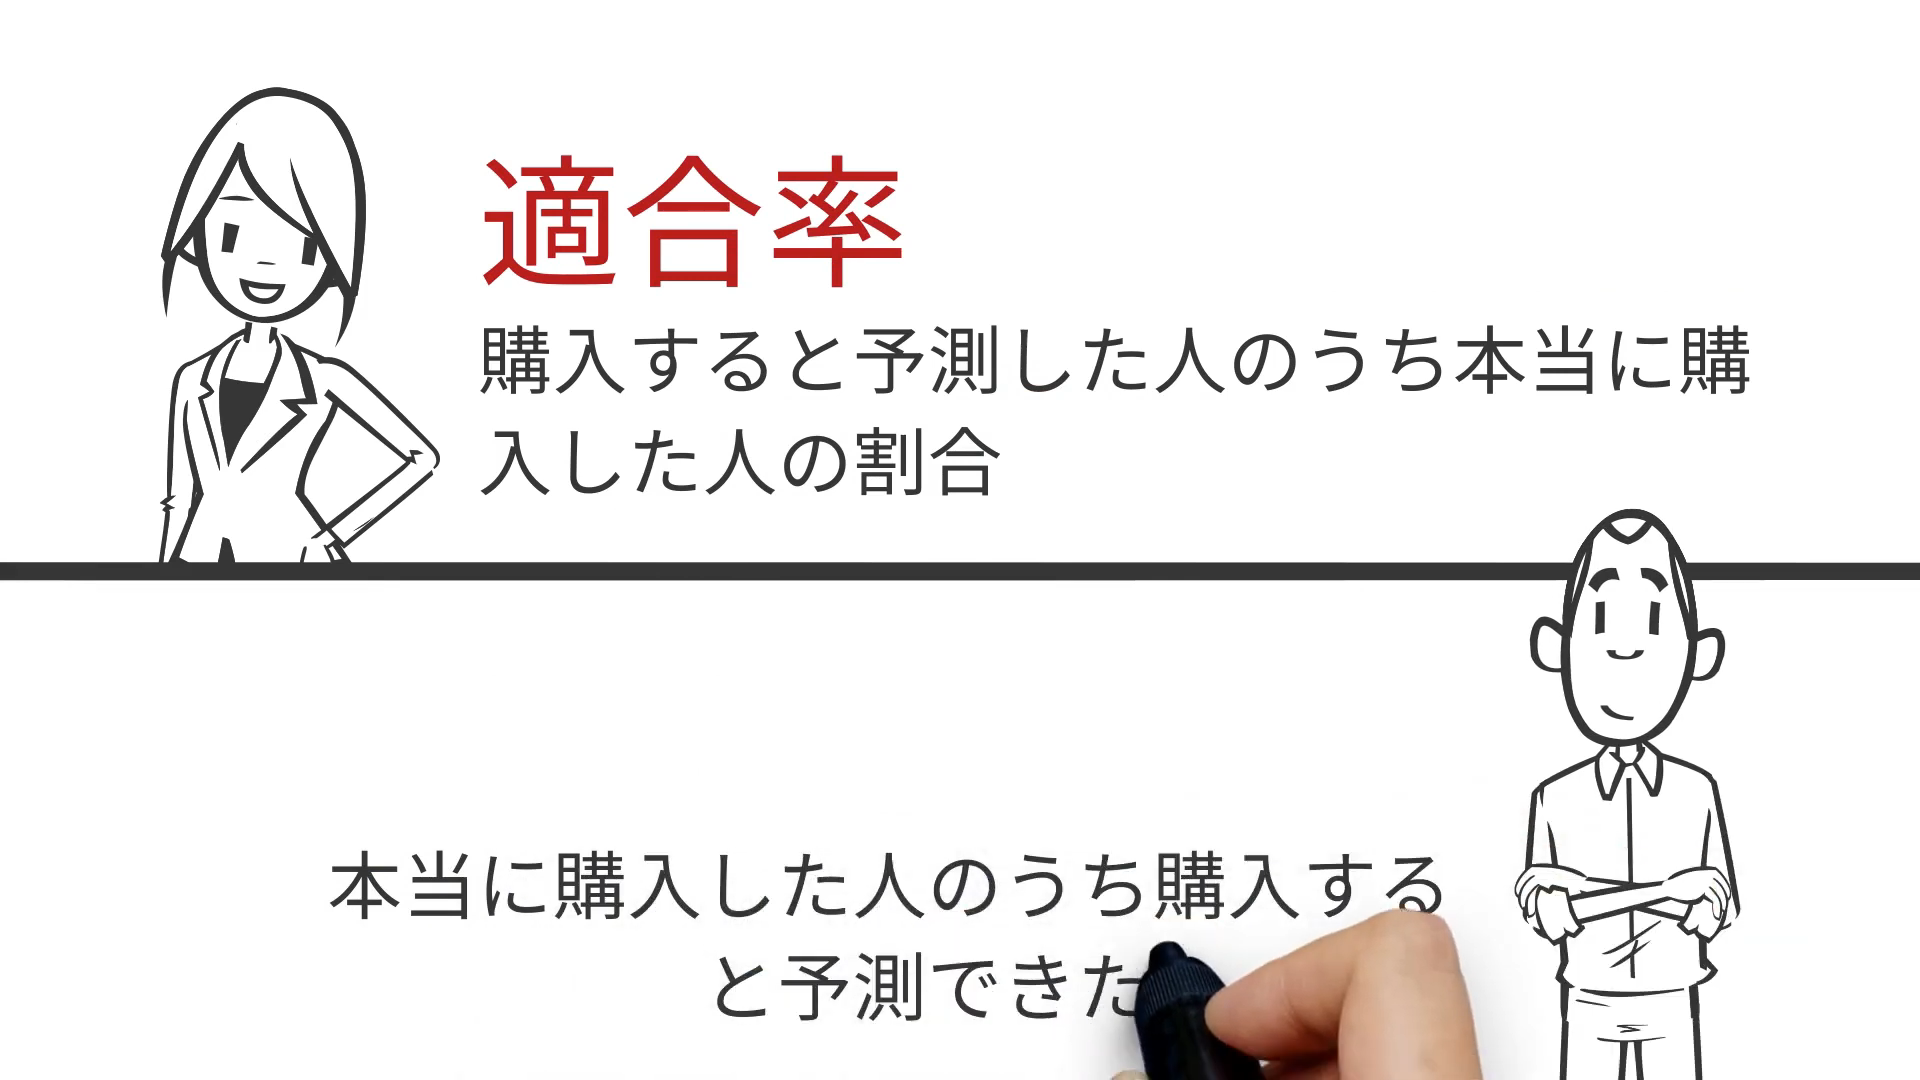 適合率
購入すると予測した人のうち本当に購
入した人の割合
本当に購入した人のうち購入する
と予測できた